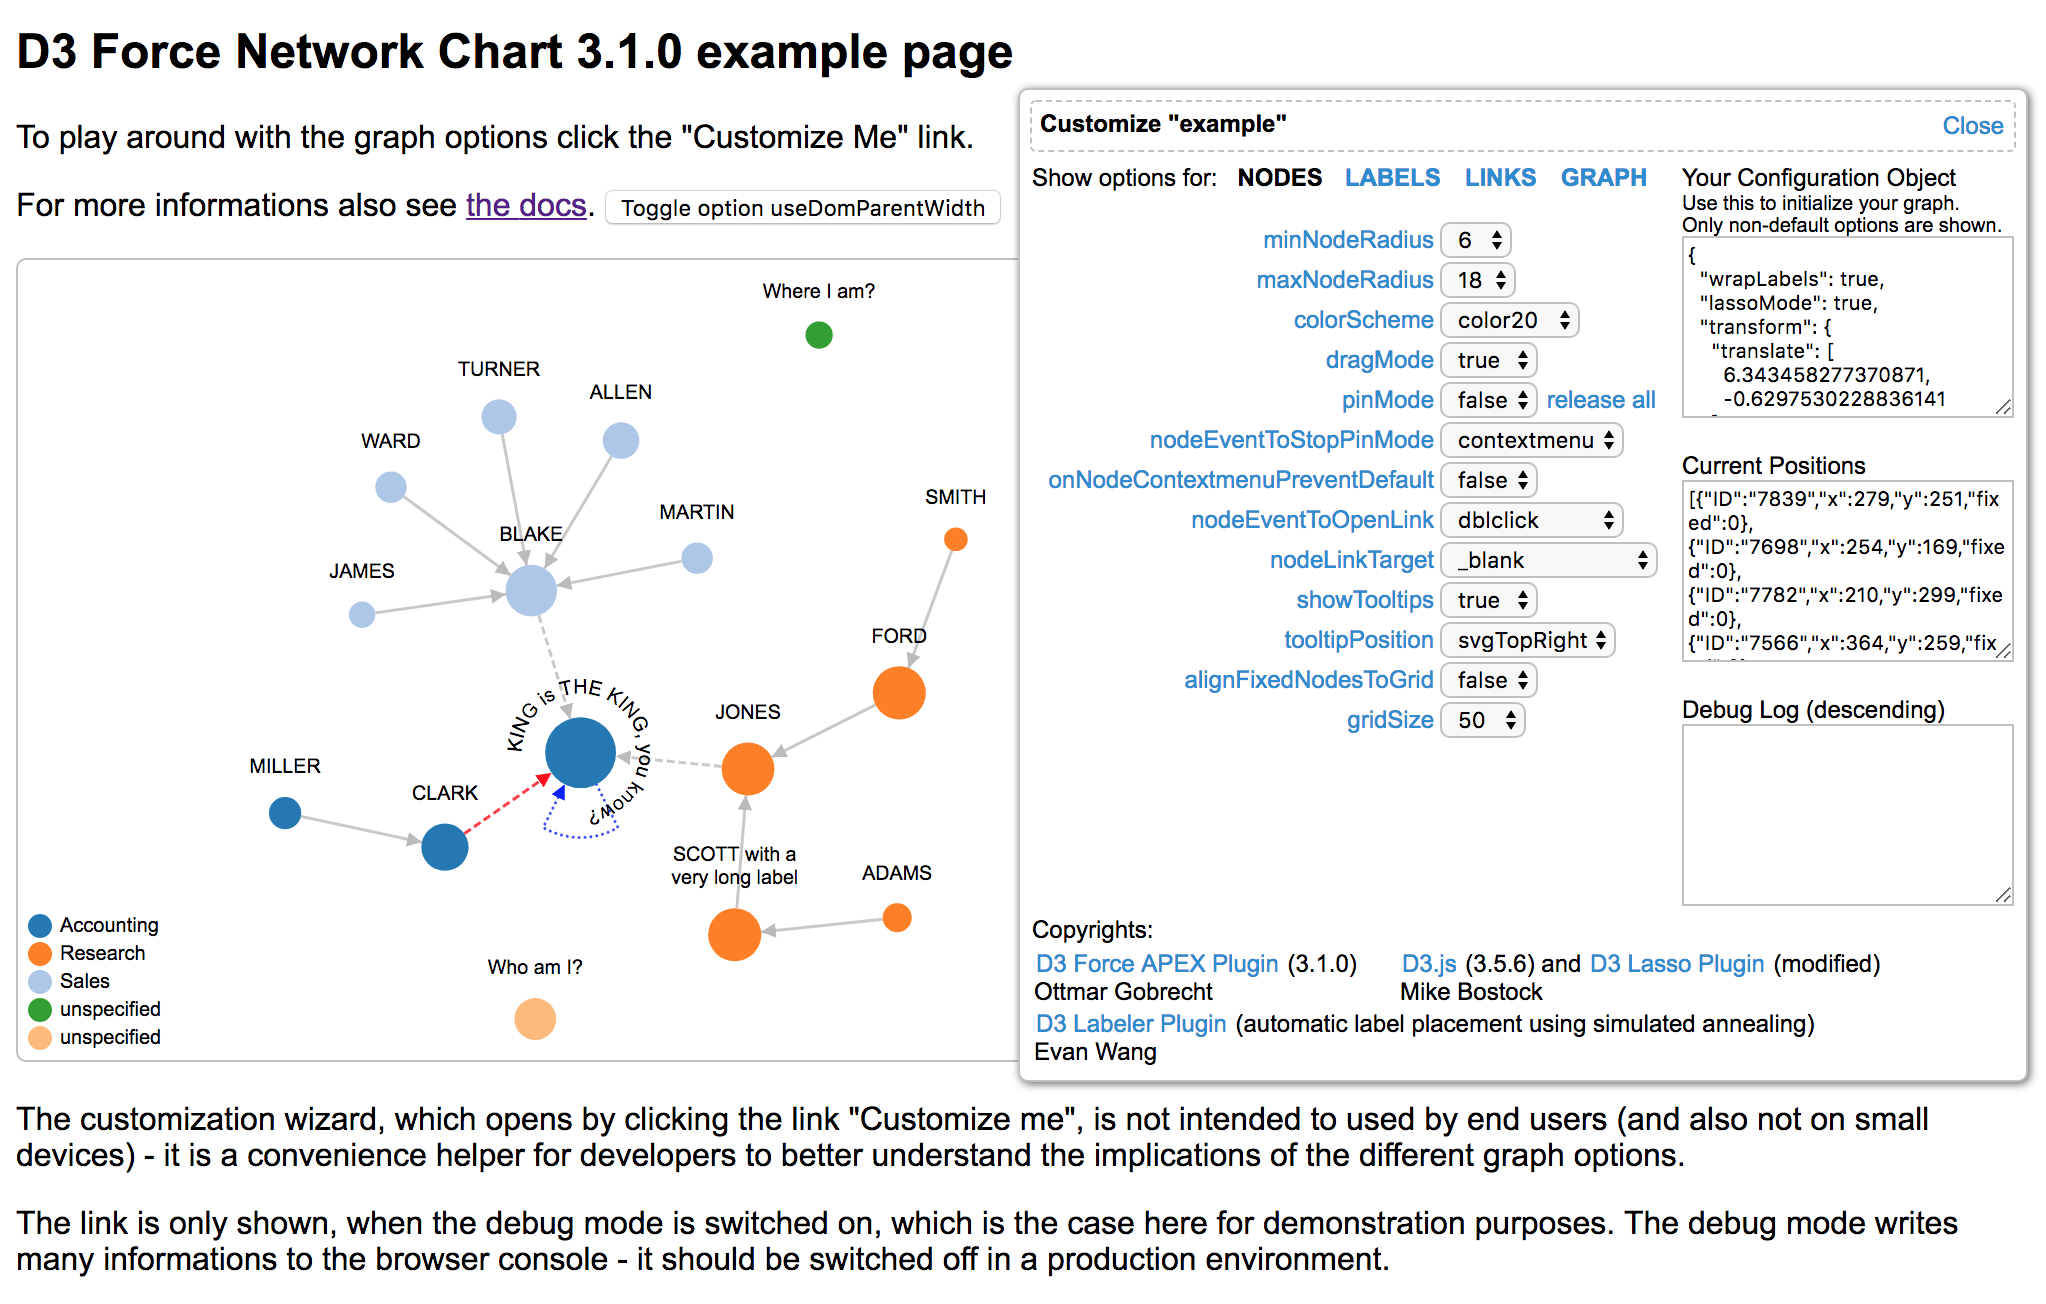 D3 Force Network Chart 3.1.0 example page
To play around with the graph options click the "Customize Me" link.
For more informations also see the docs. Toggle option useDomParentWidth
Where I am?
TURNER
ALLEN
WARD
SMITH
MARTIN
BLAKE
JAMES
FORD
KING is THE KING, you know?
JONES
MILLER
CLARK
SCOTT with a
very long label
ADAMS
Who am I?
Accounting
Research
Sales
unspecified
unspecified
Customize "example"
Close
Show options for: NODES LABELS LINKS GRAPH
minNodeRadius 6
maxNodeRadius 18
colorScheme color20
dragMode true
pinMode false release all
nodeEventToStopPinMode contextmenu
onNodeContextmenuPreventDefault false
nodeEventToOpenLink dblclick
nodeLinkTarget _blank
showTooltips true
tooltipPosition svgTopRight
alignFixedNodesToGrid false
gridSize 50
Your Configuration Object
Use this to initialize your graph.
Only non-default options are shown.
{
"wrapLabels": true,
"lassoMode": true,
"transform": {
"translate": [
6.343458277370871,
-0.6297530228836141
Current Positions
[{"ID":"7839","x":279,"y":251,"fix
ed":0},
{"ID":"7698","x":254,"y":169,"fixe
d":0},
{"ID":"7782","x":210,"y":299,"fixe
d":0},
{"ID":"7566","x":364,"y":259,"fix
Debug Log (descending)
Copyrights:
D3 Force APEX Plugin (3.1.0)
Ottmar Gobrecht
D3.js (3.5.6) and D3 Lasso Plugin (modified)
Mike Bostock
D3 Labeler Plugin (automatic label placement using simulated annealing)
Evan Wang
The customization wizard, which opens by clicking the link "Customize me", is not intended to used by end users (and also not on small
devices) - it is a convenience helper for developers to better understand the implications of the different graph options.
The link is only shown, when the debug mode is switched on, which is the case here for demonstration purposes. The debug mode writes
many informations to the browser console - it should be switched off in a production environment.